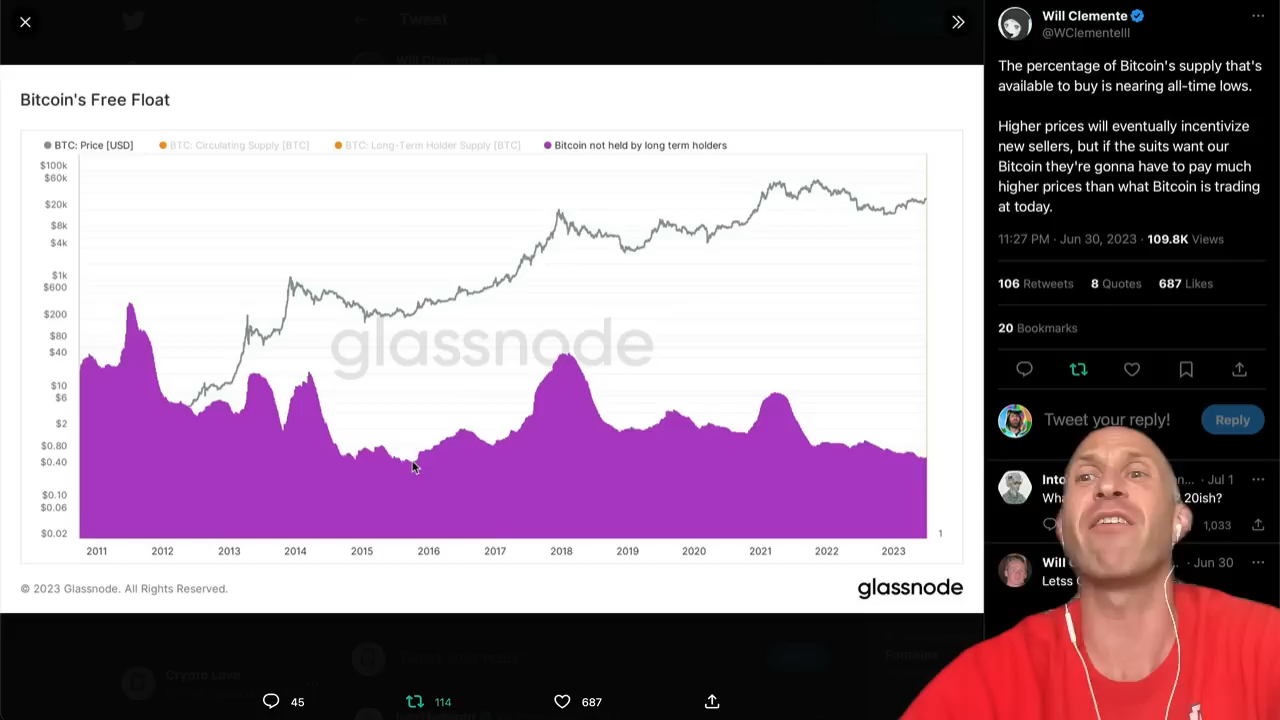 Tweet
Will Clemente
@WClementeIII
The percentage of Bitcoin's supply that's
available to buy is nearing all-time lows.
Higher prices will eventually incentivize
new sellers, but if the suits want our
Bitcoin they're gonna have to pay much
higher prices than what Bitcoin is trading
at today.
11:27 PM · Jun 30, 2023 · 109.8K Views
106 Retweets 8 Quotes 687 Likes
20 Bookmarks
Tweet your reply!
Reply
Jul 1
20ish?
1,033
Will
· Jun 30
Letss
Bitcoin's Free Float
BTC: Price [USD]
BTC: Circulating Supply [BTC]
BTC: Long-Term Holder Supply [BTC]
Bitcoin not held by long term holders
$100k
$60k
$20k
$8k
$4k
$1k
$600
$200
$80
$40
$10
$6
$2
$0.80
$0.40
$0.10
$0.06
$0.02
glassnode
1
2011 2012 2013 2014 2015 2016 2017 2018 2019 2020 2021 2022 2023
© 2023 Glassnode. All Rights Reserved.
glassnode
Crypto Love
45
114
687